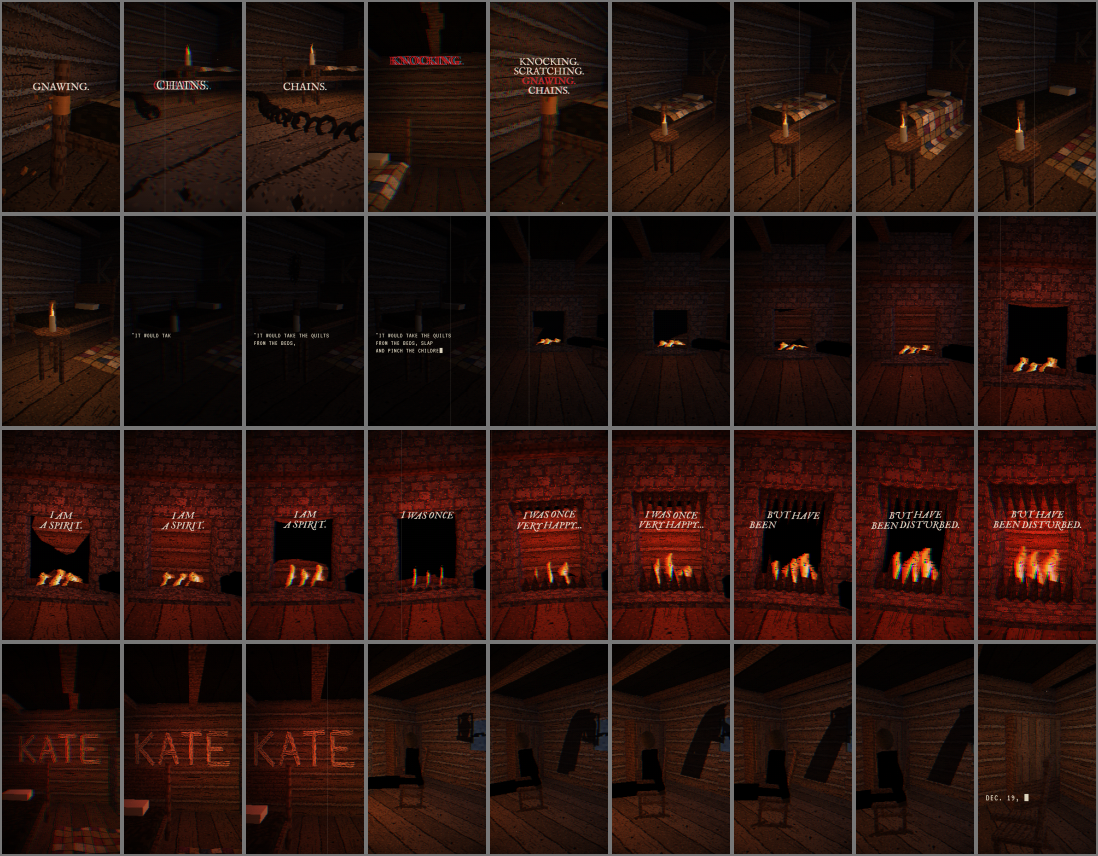 GNAWING.
CHAINS.
CHAINS.
KNOCKING.
KNOCKING.
SCRATCHING.
GNAWING.
CHAINS.
"IT WOULD TAK
"IT WOULD TAKE THE QUILTS
FROM THE BEDS,
"IT WOULD TAKE THE QUILTS
FROM THE BEDS, SLAP
AND PINCH THE CHILDRE
I AM
A SPIRIT.
I AM
A SPIRIT.
I AM
A SPIRIT.
I WAS ONCE
I WAS ONCE
VERY HAPPY...
I WAS ONCE
VERY HAPPY...
BUT HAVE
BEEN
BUT HAVE
BEEN DISTURBED.
BUT HAVE
BEEN DISTURBED.
KATE
KATE
KATE
DEC. 19,